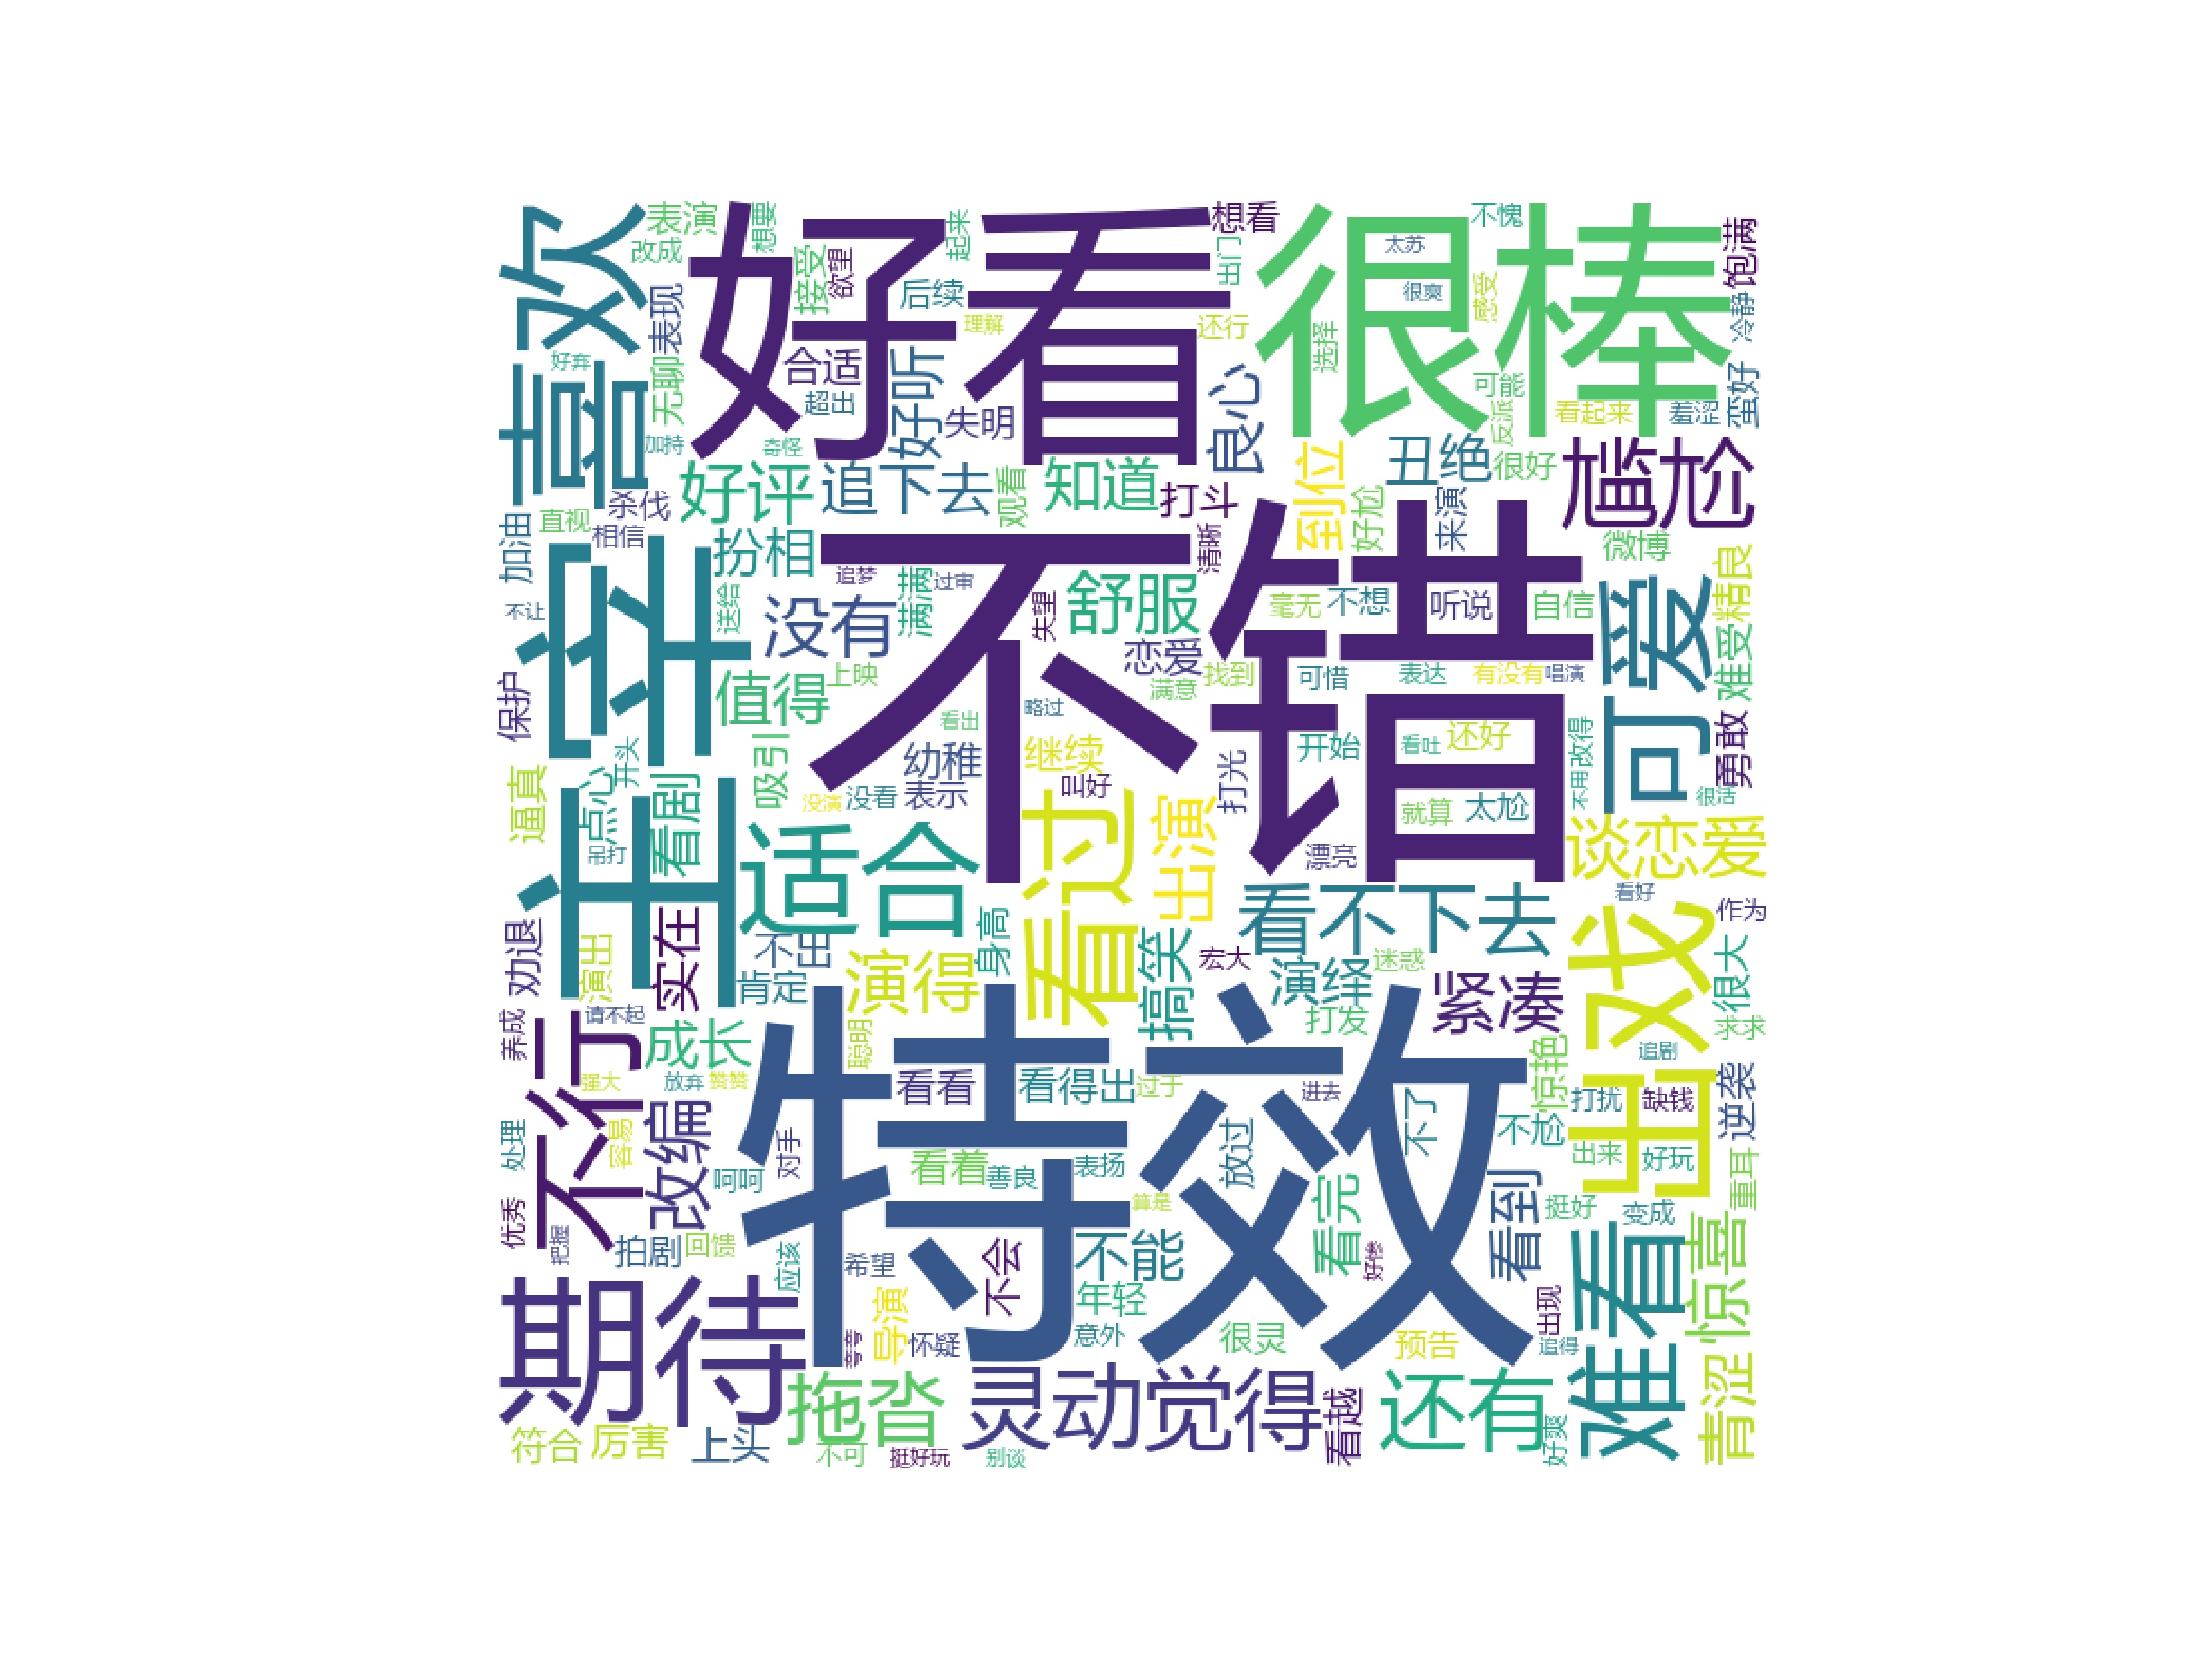 喜欢
表演
改成
想要
接受
欲望
好看
起来
想看
出门
很棒
不愧
太苏
饱满
表现
后续
理解
还行
选择
很爽
感受
冷静
好弃
无聊
合适
超出
好听
失明
良心
可能
反派
看起来
羞涩
蛮好
加特
奇怪
好评
追下去
知道
打斗
到位
丑绝
很好
尴尬
杀伐
直视
相信
加油
观看
好尬
来演
微博
扮相
不错
清晰
追梦
过审
不让
送给
没有
满满
失望
舒服
毫无
不想
听说
自信
可爱
精良
难受
宰
主
恋爱
值得
上映
满意
找到
可惜
表达
有没有
唱演
保护
略过
看出
勇敢
开头
吸引
幼稚
继续
打光
开始
看吐
还好
不用改得
逼真
点心
看剧
没演
没看
表示
叫好
就算
太尬
很活
吊打
适合
看过
出演
漂亮
谈恋爱
看不下去
看好
作为
劝退
演出
实在
不出
身高
肯定
演得
搞笑
宏大
演绎
迷惑
紧凑
出戏
很大
养成
请不起
成长
聪明
打发
求求
追剧
不行
强大
放弃
赞赞
特效
看看
看得出
过于
进去
不了
惊艳
打扰
缺钱
逆袭
处理
容易
改编
对手
不尬
呵呵
看着
善良
表扬
放过
出来
好玩
重耳
优秀
把握
拍剧
回馈
算是
看完
看到
挺好
变成
难看
惊喜
应该
希望
不会
不能
好惨
期待
导演
年轻
出现
夸夸
怀疑
意外
很灵
预告
追得
拖沓
灵动
觉得
看越
还有
青涩
符合
厉害
上头
不可
挺好玩
别谈
好爽